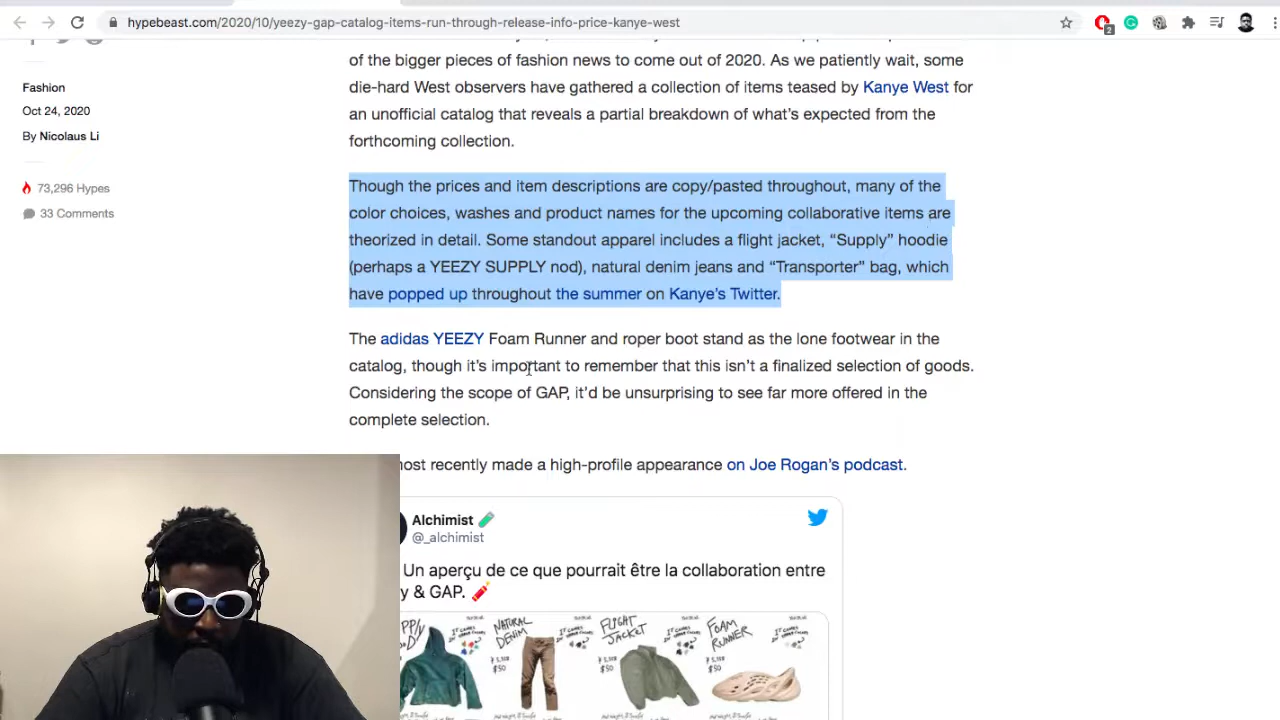 hypebeast.com/2020/10/yeezy-gap-catalog-items-run-through-release-info-price-kanye-west
2
Fashion
Oct 24, 2020
By Nicolaus Li
73,296 Hypes
33 Comments
of the bigger pieces of fashion news to come out of 2020. As we patiently wait, some
die-hard West observers have gathered a collection of items teased by Kanye West for
an unofficial catalog that reveals a partial breakdown of what’s expected from the
forthcoming collection.
Though the prices and item descriptions are copy/pasted throughout, many of the
color choices, washes and product names for the upcoming collaborative items are
theorized in detail. Some standout apparel includes a flight jacket, “Supply” hoodie
(perhaps a YEEZY SUPPLY nod), natural denim jeans and “Transporter” bag, which
have popped up throughout the summer on Kanye’s Twitter.
The adidas YEEZY Foam Runner and roper boot stand as the lone footwear in the
catalog, though it’s important to remember that this isn’t a finalized selection of goods.
Considering the scope of GAP, it’d be unsurprising to see far more offered in the
complete selection.
most recently made a high-profile appearance on Joe Rogan’s podcast.
Alchimist
@_alchimist
Un aperçu de ce que pourrait être la collaboration entre
y & GAP.
NATURAL DENIM
$50
FLIGHT JACKET
$50
FOAM RUNNER
$50